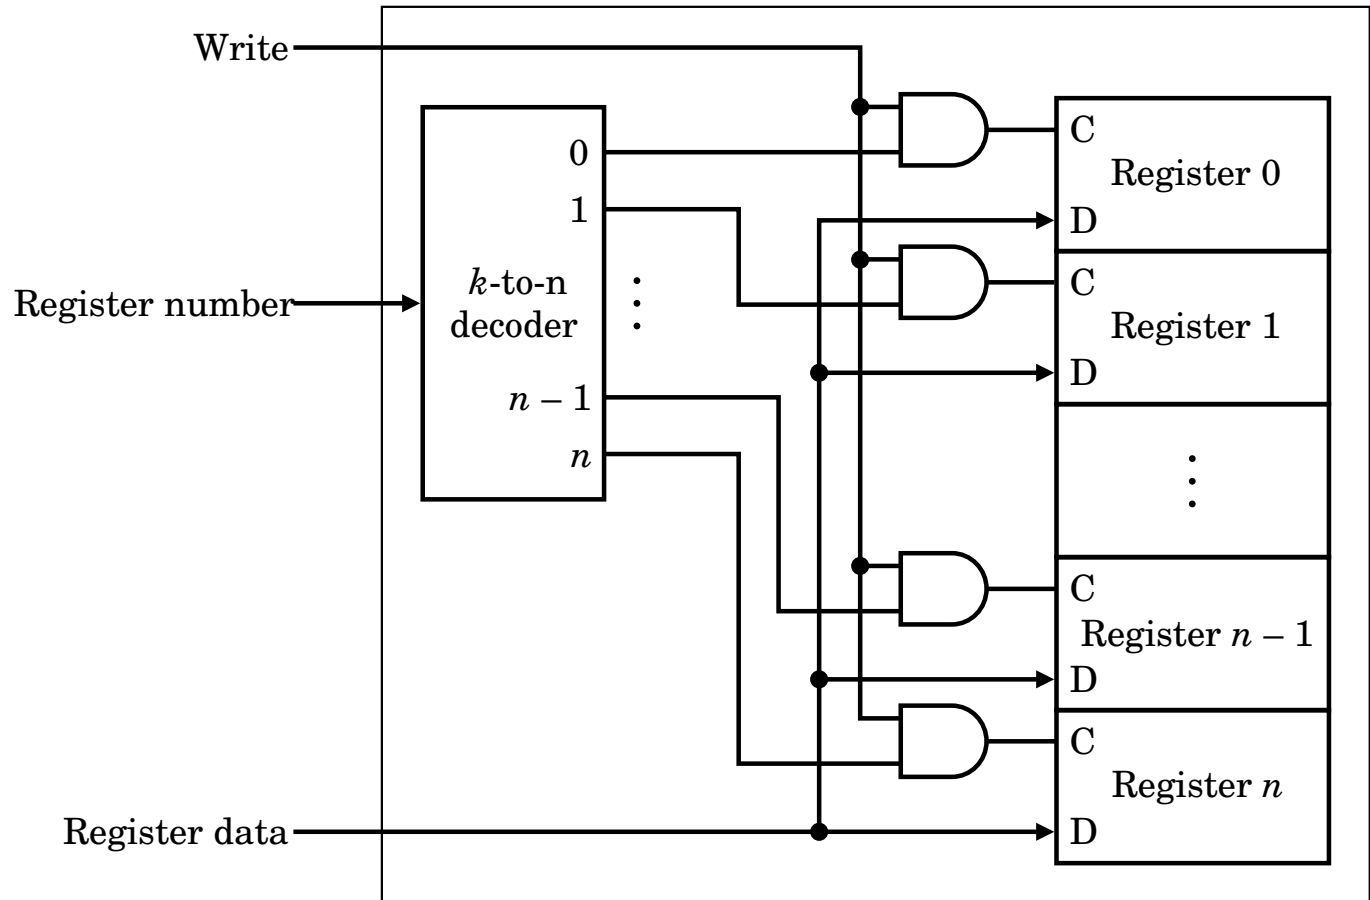 Write
C
Register 0
D
0
1
k-to-n
decoder
n – 1
n
Register number
C
Register 1
D
C
Register n – 1
D
C
Register n
D
Register data